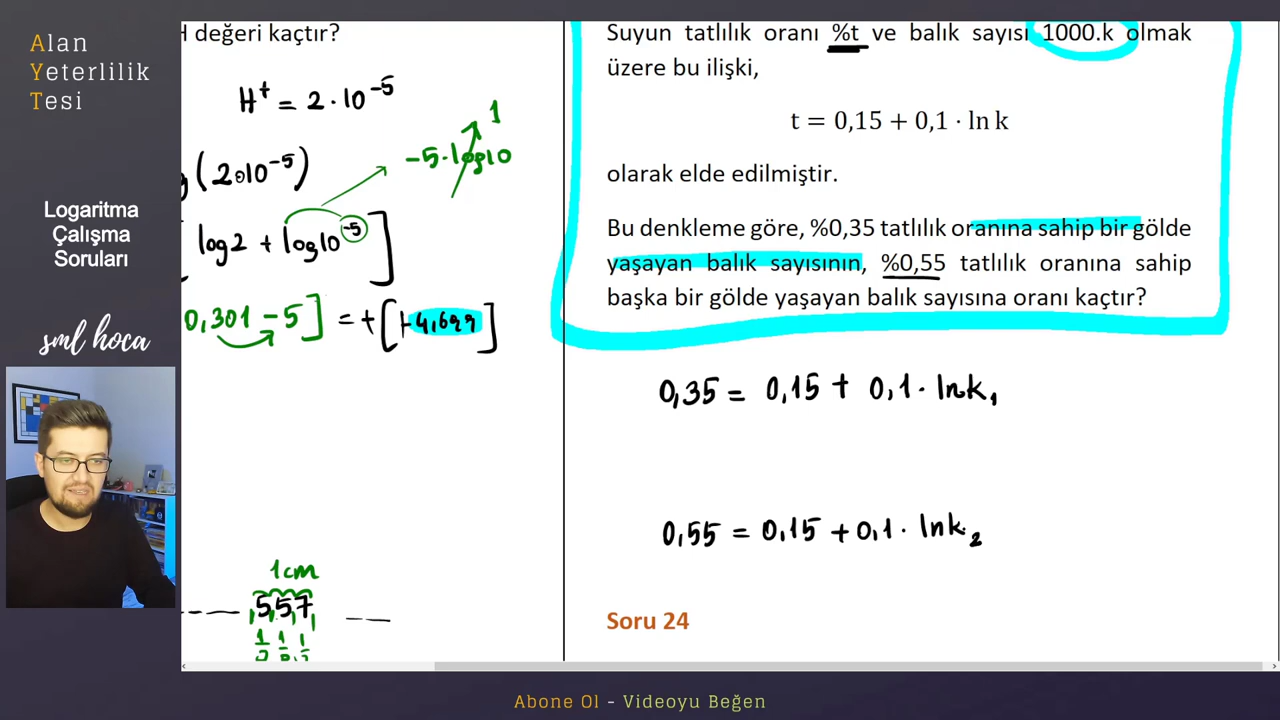 Alan
Yeterlilik
Tesi
Logaritma
Çalışma
Soruları
sml hoca
H değeri kaçtır?
H⁺ = 2 · 10⁻⁵
(2·10⁻⁵)
-5·log10
1
log2 + log10⁻⁵]
0,301 - 5] = +[+4,699]
1cm
557
Suyun tatlılık oranı %t ve balık sayısı 1000.k olmak
üzere bu ilişki,
t = 0,15 + 0,1 · ln k
olarak elde edilmiştir.
Bu denkleme göre, %0,35 tatlılık oranına sahip bir gölde
yaşayan balık sayısının, %0,55 tatlılık oranına sahip
başka bir gölde yaşayan balık sayısına oranı kaçtır?
0,35 = 0,15 + 0,1 · lnk₁
0,55 = 0,15 + 0,1 · lnk₂
Soru 24
Abone Ol - Videoyu Beğen